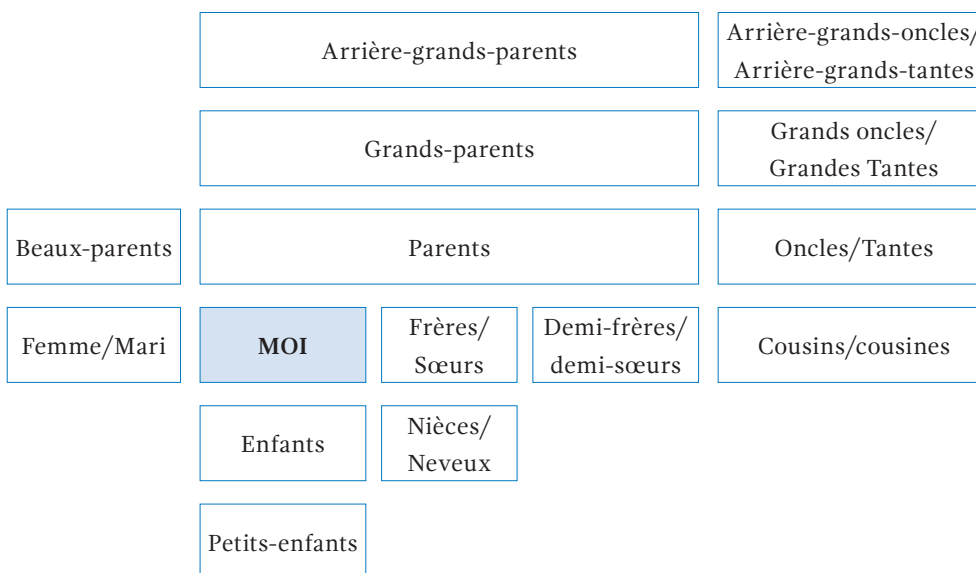 Arrière-grands-parents
Arrière-grands-oncles/
Arrière-grands-tantes
Grands-parents
Grands oncles/
Grandes Tantes
Beaux-parents
Parents
Oncles/Tantes
Femme/Mari
MOI
Frères/
Sœurs
Demi-frères/
demi-sœurs
Cousins/cousines
Enfants
Nièces/
Neveux
Petits-enfants